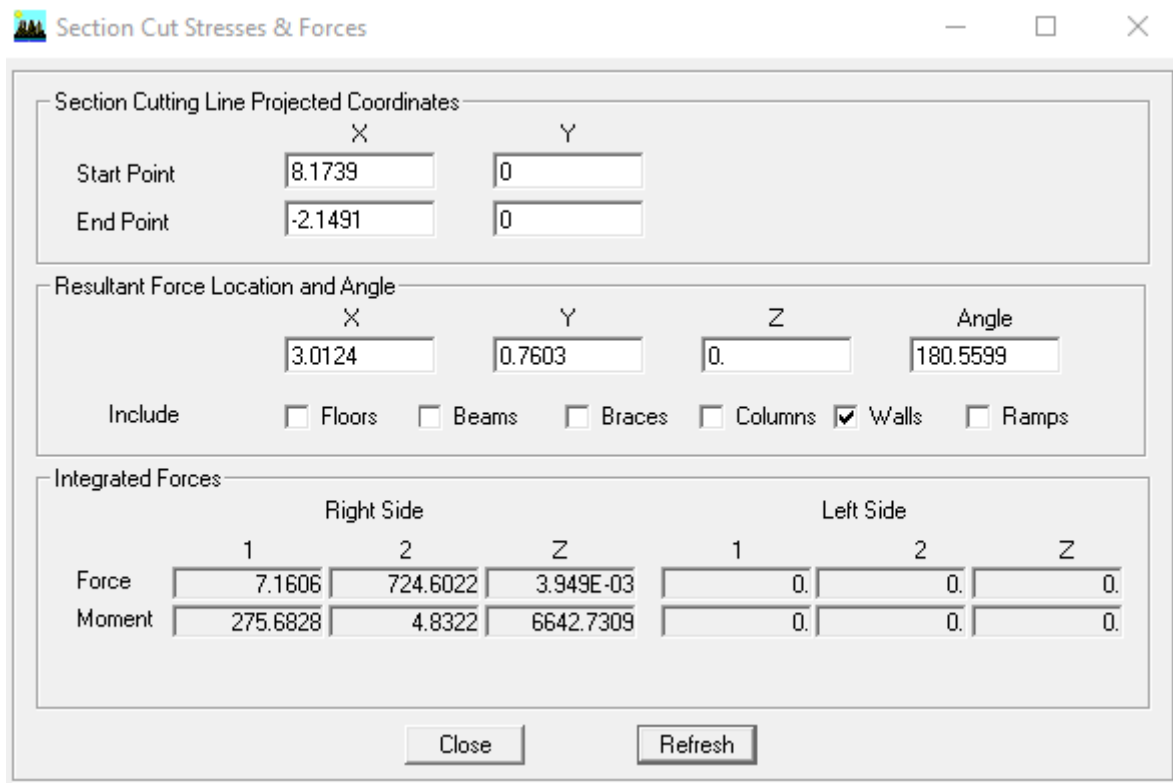 Section Cut Stresses & Forces
Section Cutting Line Projected Coordinates
X Y
Start Point 8.1739 0
End Point -2.1491 0
Resultant Force Location and Angle
X Y Z Angle
3.0124 0.7603 0. 180.5599
Include Floors Beams Braces Columns Walls Ramps
Integrated Forces
Right Side Left Side
1 2 Z 1 2 Z
Force 7.1606 724.6022 3.949E-03 0. 0. 0.
Moment 275.6828 4.8322 6642.7309 0. 0. 0.
Close Refresh